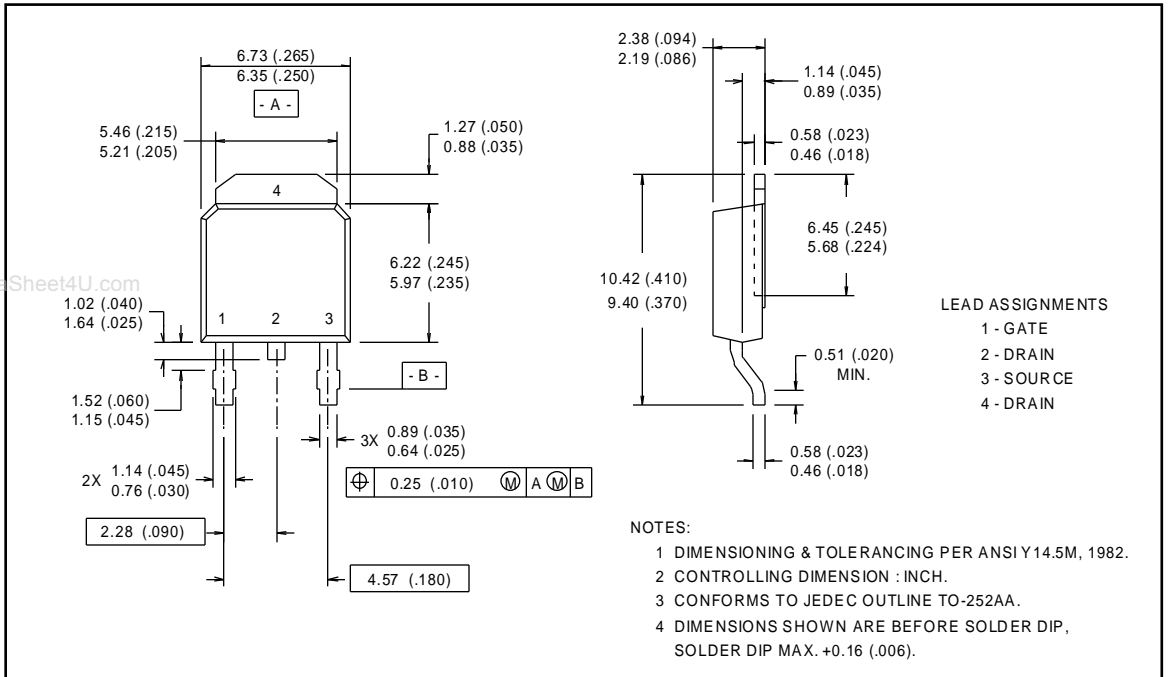 6.73 (.265)
6.35 (.250)
- A -
5.46 (.215)
5.21 (.205)
1.27 (.050)
0.88 (.035)
4
6.22 (.245)
5.97 (.235)
aSheet4U.com
1.02 (.040)
1.64 (.025)
1 2 3
- B -
1.52 (.060)
1.15 (.045)
3X 0.89 (.035)
0.64 (.025)
2X 1.14 (.045)
0.76 (.030)
0.25 (.010) M A M B
2.28 (.090)
4.57 (.180)
2.38 (.094)
2.19 (.086)
1.14 (.045)
0.89 (.035)
0.58 (.023)
0.46 (.018)
6.45 (.245)
5.68 (.224)
10.42 (.410)
9.40 (.370)
0.51 (.020)
MIN.
0.58 (.023)
0.46 (.018)
LEAD ASSIGNMENTS
1 - GATE
2 - DRAIN
3 - SOURCE
4 - DRAIN
NOTES:
1 DIMENSIONING & TOLERANCING PER ANSI Y14.5M, 1982.
2 CONTROLLING DIMENSION : INCH.
3 CONFORMS TO JEDEC OUTLINE TO-252AA.
4 DIMENSIONS SHOWN ARE BEFORE SOLDER DIP,
SOLDER DIP MAX. +0.16 (.006).